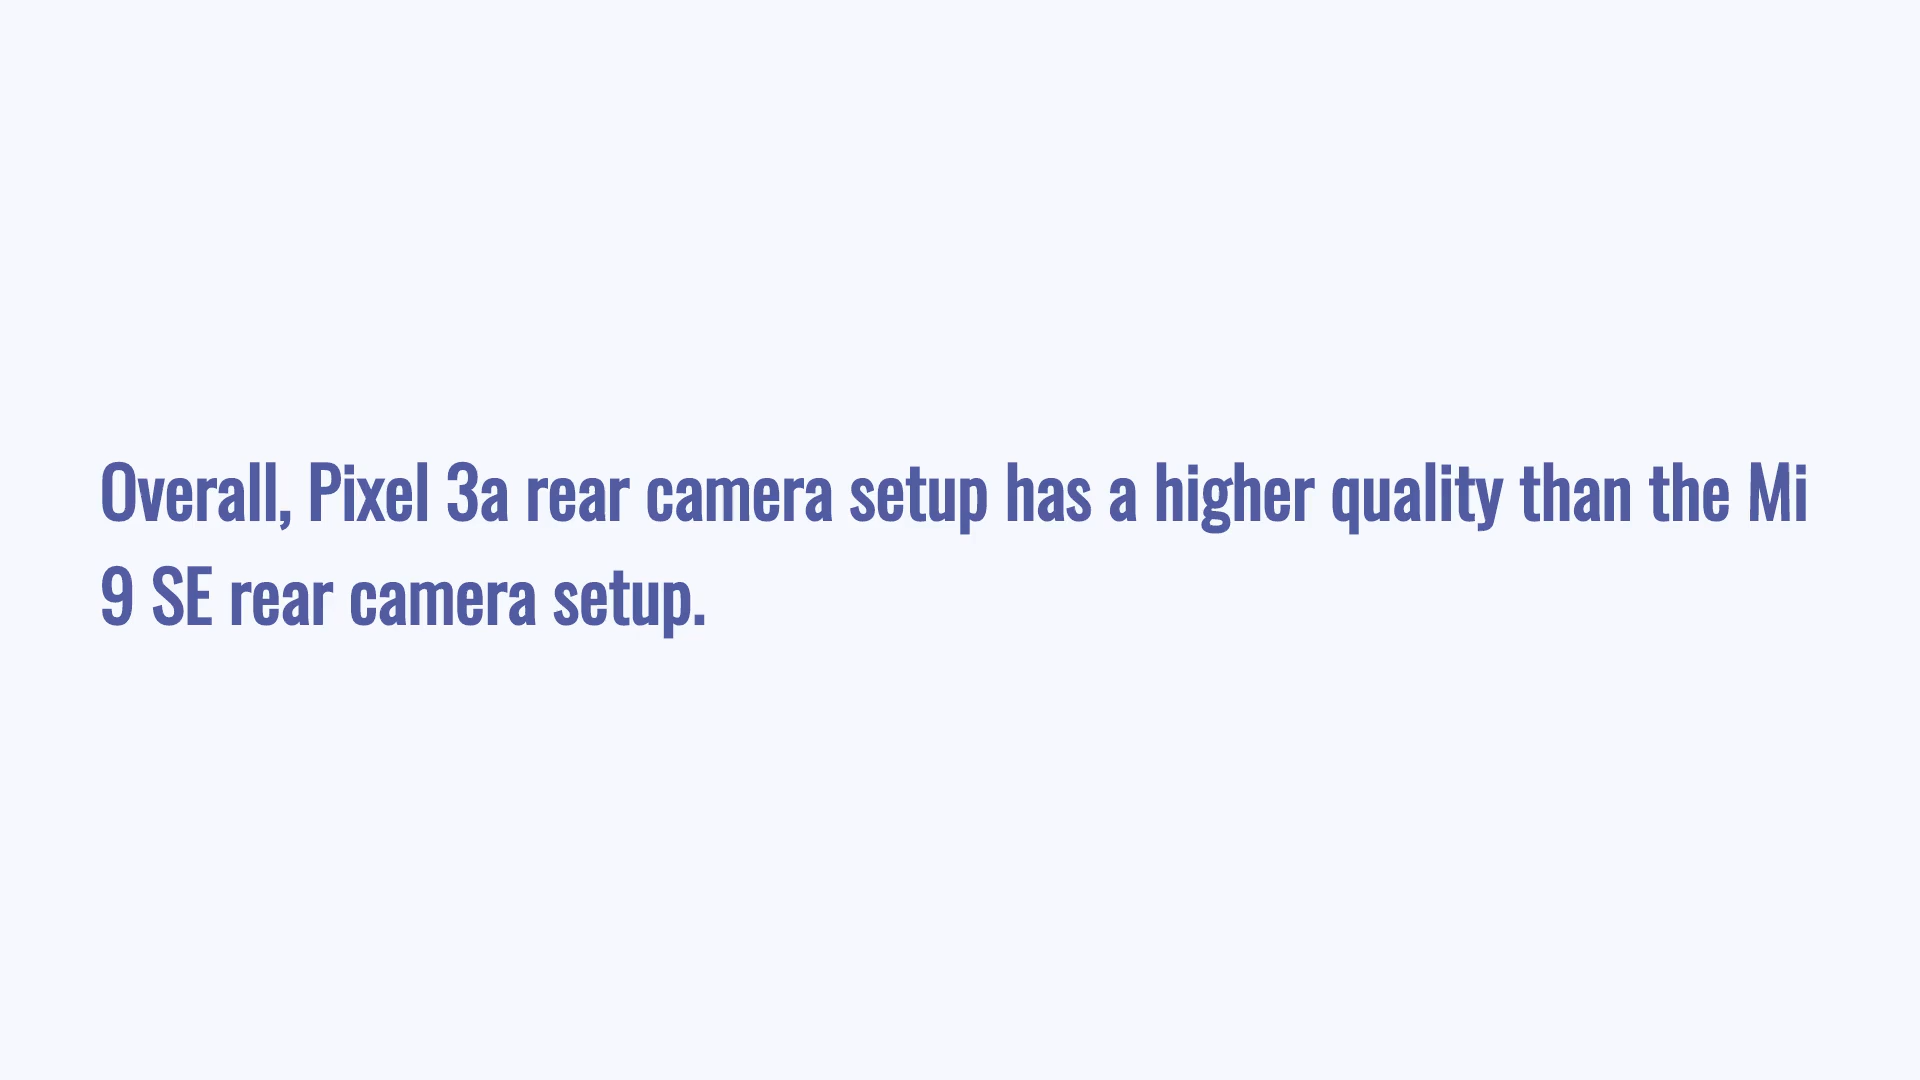 Overall, Pixel 3a rear camera setup has a higher quality than the Mi
9 SE rear camera setup.